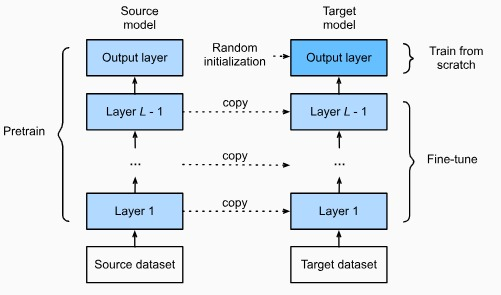 Source
model
Target
model
Output layer
Random
initialization
Output layer
Train from
scratch
Layer L - 1
copy
Layer L - 1
Pretrain
...
copy
...
Fine-tune
Layer 1
copy
Layer 1
Source dataset
Target dataset